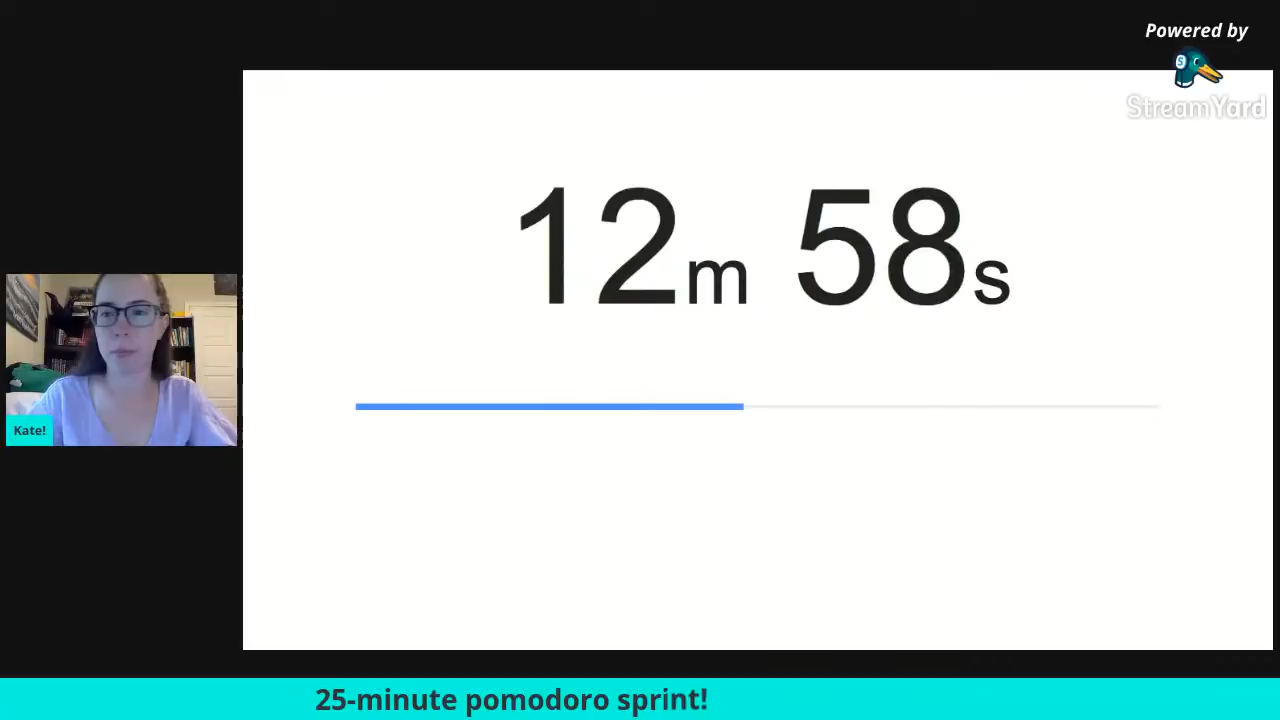 Powered by
StreamYard
12m 58s
Kate!
25-minute pomodoro sprint!